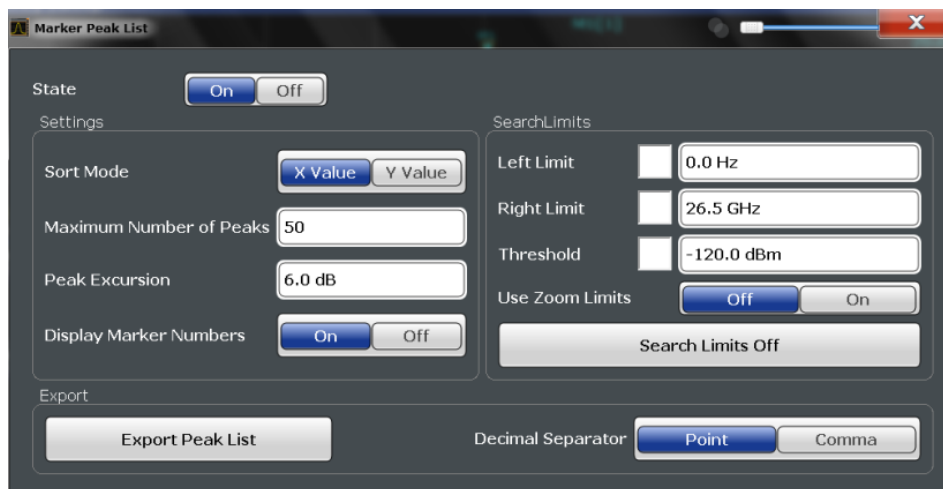 Marker Peak List
State On Off
Settings
Sort Mode X Value Y Value
Maximum Number of Peaks 50
Peak Excursion 6.0 dB
Display Marker Numbers On Off
SearchLimits
Left Limit 0.0 Hz
Right Limit 26.5 GHz
Threshold -120.0 dBm
Use Zoom Limits Off On
Search Limits Off
Export
Export Peak List
Decimal Separator Point Comma